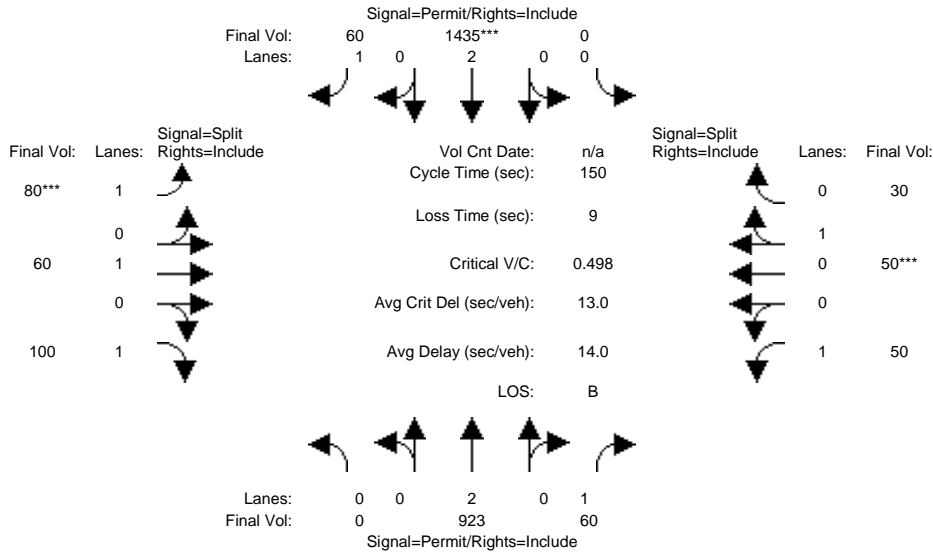 Signal=Permit/Rights=Include
Final Vol: 60 1435*** 0
Lanes: 1 0 2 0 0
Signal=Split
Final Vol: Lanes: Rights=Include
Vol Cnt Date: n/a
Signal=Split
Rights=Include Lanes: Final Vol:
Cycle Time (sec): 150
80*** 1
0 30
Loss Time (sec): 9
0
1
60 1
Critical V/C: 0.498
0 50***
0
Avg Crit Del (sec/veh): 13.0
0
100 1
Avg Delay (sec/veh): 14.0
1 50
LOS: B
Lanes: 0 0 2 0 1
Final Vol: 0 923 60
Signal=Permit/Rights=Include